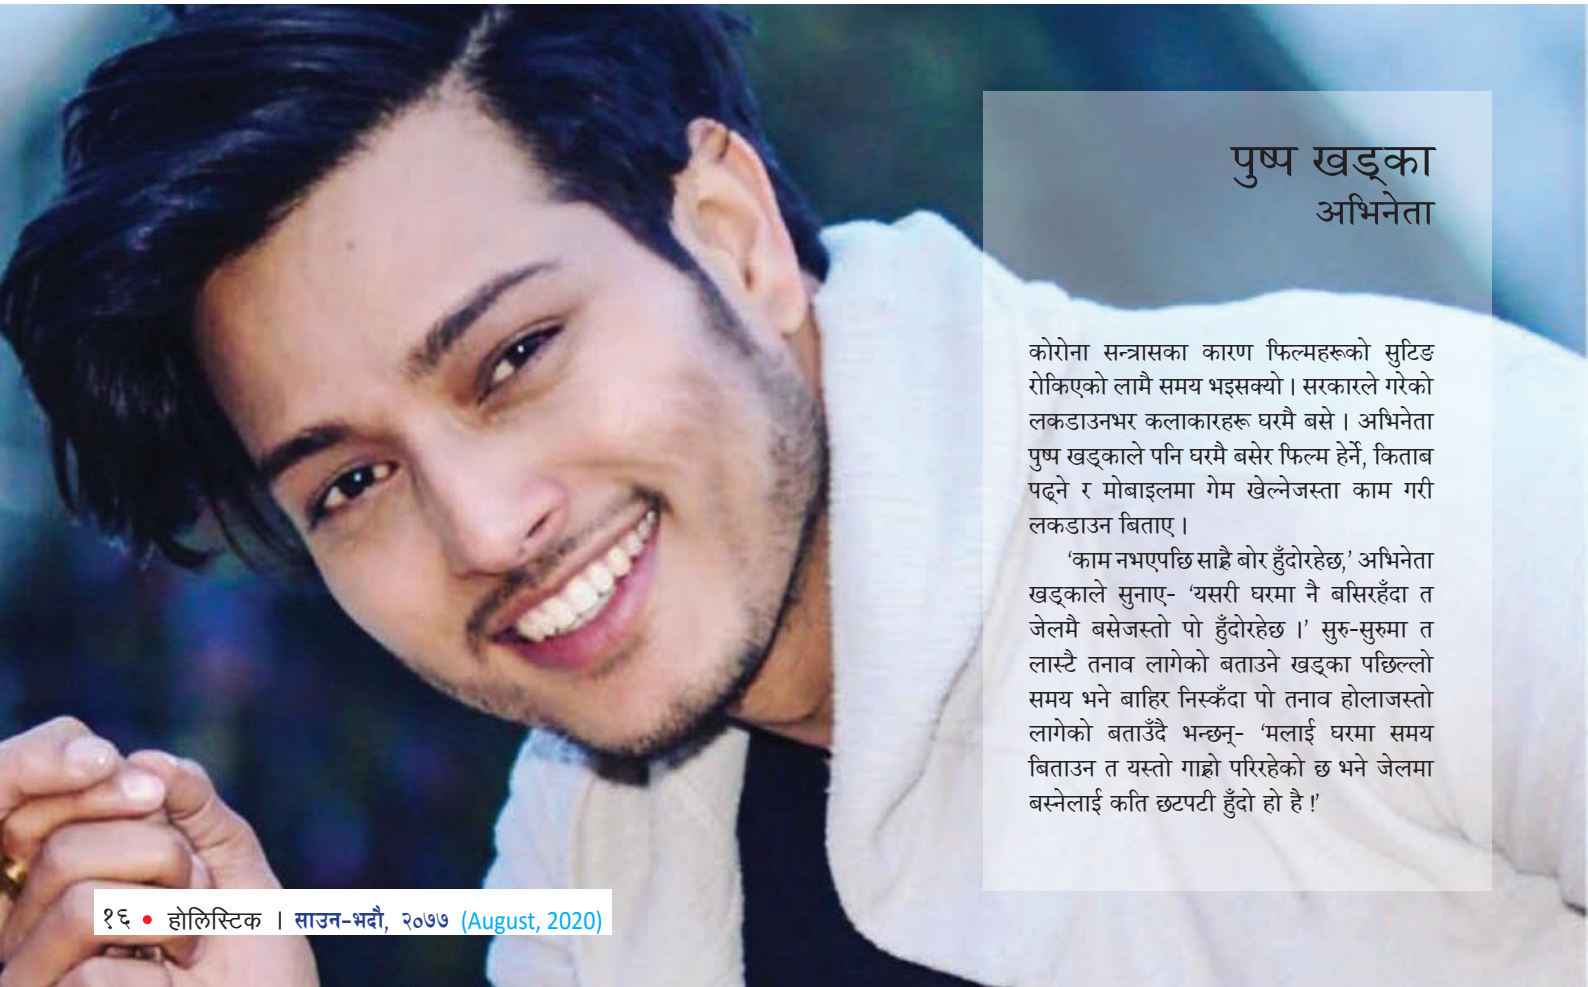 पुष्प खड्का
अभिनेता
कोरोना सन्त्रासका कारण फिल्महरूको सुटिङ
रोकिएको लामै समय भइसक्यो । सरकारले गरेको
लकडाउनभर कलाकारहरू घरमै बसे । अभिनेता
पुष्प खड्काले पनि घरमै बसेर फिल्म हेर्ने, किताब
पढ्ने र मोबाइलमा गेम खेल्नेजस्ता काम गरी
लकडाउन बिताए ।
‘काम नभएपछि साह्रै बोर हुँदोरहेछ,’ अभिनेता
खड्काले सुनाए- ‘यसरी घरमा नै बसिरहँदा त
जेलमै बसेजस्तो पो हुँदोरहेछ ।’ सुरु-सुरुमा त
लास्टै तनाव लागेको बताउने खड्का पछिल्लो
समय भने बाहिर निस्कँदा पो तनाव होलाजस्तो
लागेको बताउँदै भन्छन्- ‘मलाई घरमा समय
बिताउन त यस्तो गाह्रो परिरहेको छ भने जेलमा
बस्नेलाई कति छटपटी हुँदो हो है !’
१६ • होलिस्टिक । साउन-भदौ, २०७७ (August, 2020)